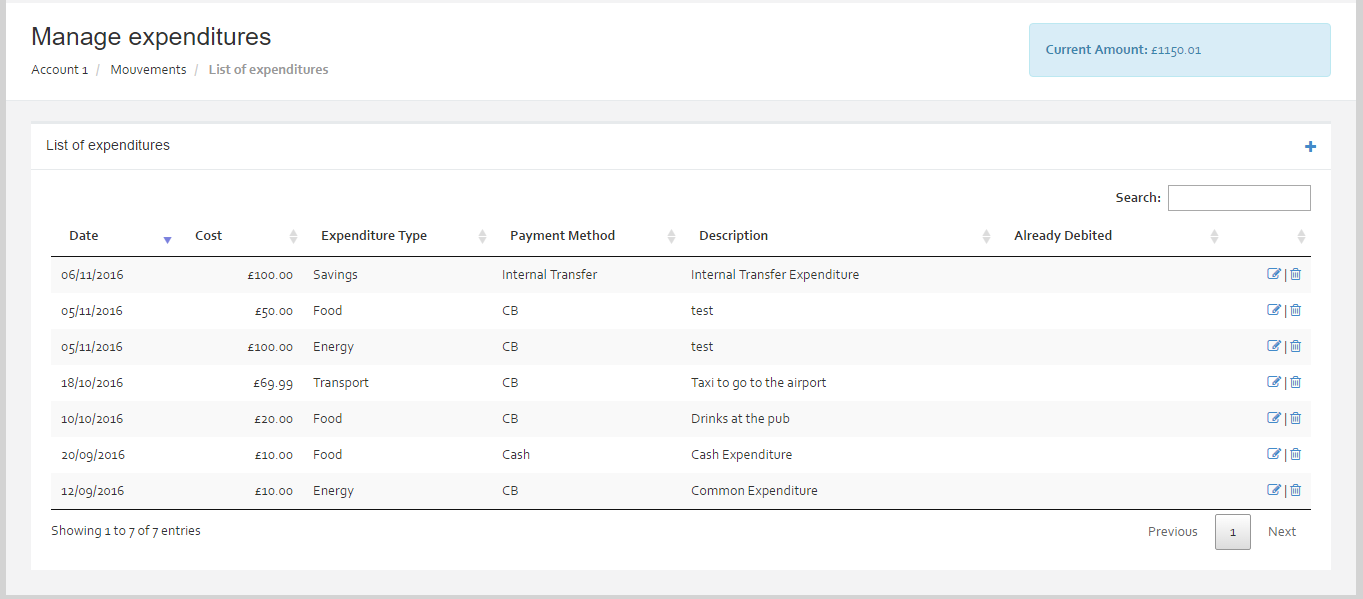 Manage expenditures
Current Amount: £1150.01
Account 1 / Mouvements / List of expenditures
List of expenditures
Search:
Date Cost Expenditure Type Payment Method Description Already Debited
06/11/2016 £100.00 Savings Internal Transfer Internal Transfer Expenditure |
05/11/2016 £50.00 Food CB test |
05/11/2016 £100.00 Energy CB test |
18/10/2016 £69.99 Transport CB Taxi to go to the airport |
10/10/2016 £20.00 Food CB Drinks at the pub |
20/09/2016 £10.00 Food Cash Cash Expenditure |
12/09/2016 £10.00 Energy CB Common Expenditure |
Showing 1 to 7 of 7 entries
Previous 1 Next